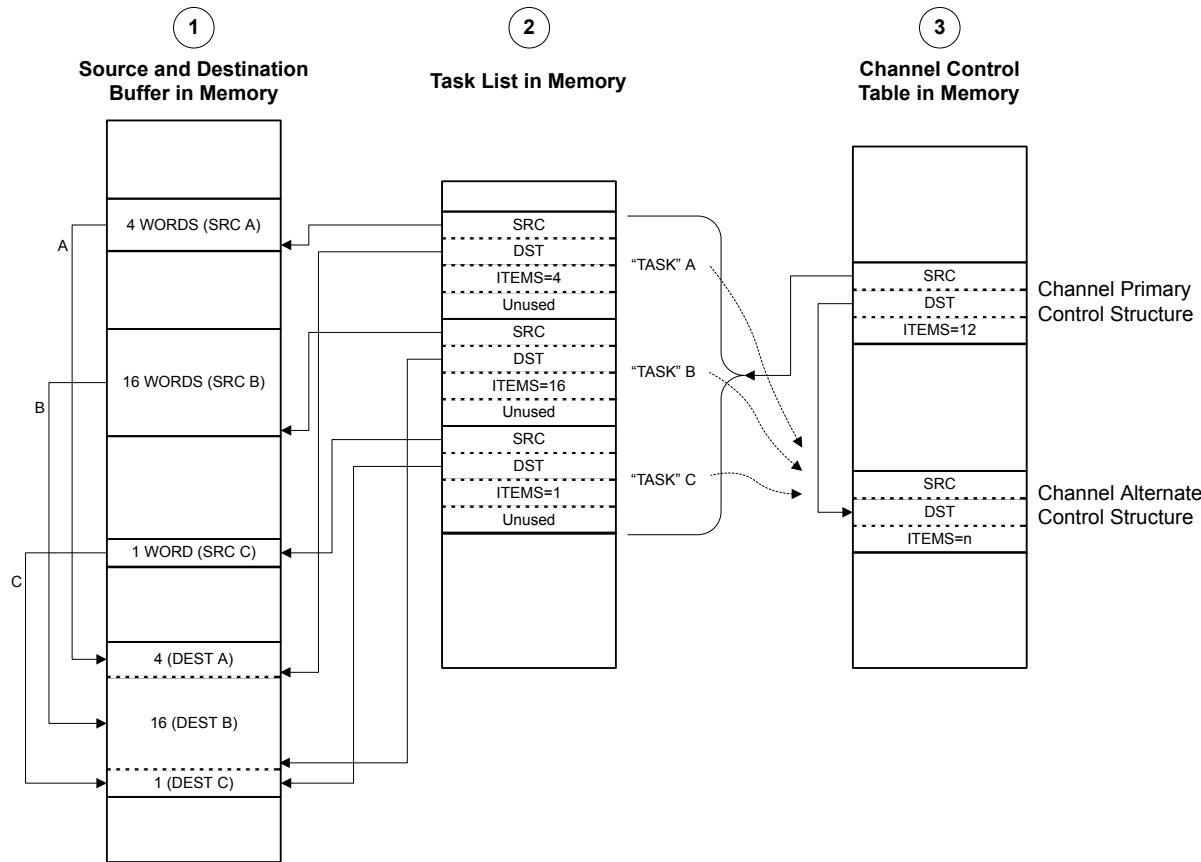 1
Source and Destination
Buffer in Memory
4 WORDS (SRC A)
A
16 WORDS (SRC B)
B
1 WORD (SRC C)
C
4 (DEST A)
16 (DEST B)
1 (DEST C)
2
Task List in Memory
SRC
DST
ITEMS=4
Unused
SRC
DST
ITEMS=16
Unused
SRC
DST
ITEMS=1
Unused
“TASK” A
“TASK” B
“TASK” C
3
Channel Control
Table in Memory
SRC
DST
ITEMS=12
Channel Primary
Control Structure
SRC
DST
ITEMS=n
Channel Alternate
Control Structure